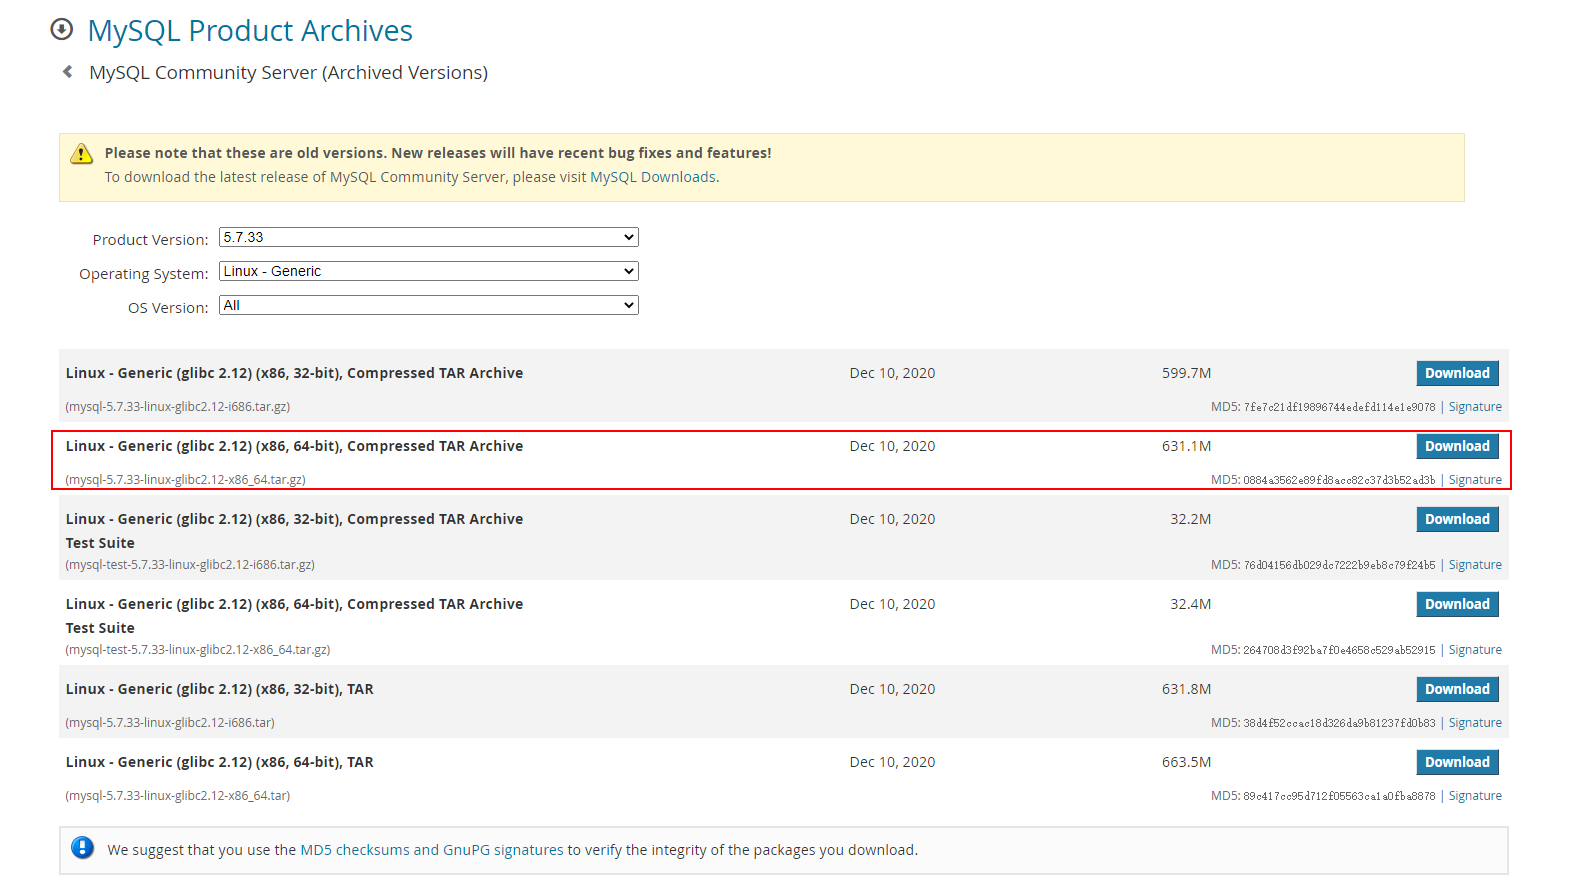 MySQL Product Archives
MySQL Community Server (Archived Versions)
Please note that these are old versions. New releases will have recent bug fixes and features!
To download the latest release of MySQL Community Server, please visit MySQL Downloads.
Product Version: 5.7.33
Operating System: Linux - Generic
OS Version: All
Linux - Generic (glibc 2.12) (x86, 32-bit), Compressed TAR Archive Dec 10, 2020 599.7M Download
(mysql-5.7.33-linux-glibc2.12-i686.tar.gz) MD5: 7fe7c21df19896744edefd114e1e9078 | Signature
Linux - Generic (glibc 2.12) (x86, 64-bit), Compressed TAR Archive Dec 10, 2020 631.1M Download
(mysql-5.7.33-linux-glibc2.12-x86_64.tar.gz) MD5: 0884a3562e89fd8acc82c37d3b52ad3b | Signature
Linux - Generic (glibc 2.12) (x86, 32-bit), Compressed TAR Archive Dec 10, 2020 32.2M Download
Test Suite
(mysql-test-5.7.33-linux-glibc2.12-i686.tar.gz) MD5: 76d04156db029dc7222b9eb8c79f24b5 | Signature
Linux - Generic (glibc 2.12) (x86, 64-bit), Compressed TAR Archive Dec 10, 2020 32.4M Download
Test Suite
(mysql-test-5.7.33-linux-glibc2.12-x86_64.tar.gz) MD5: 264708d3f92ba7f0e4658c529ab52915 | Signature
Linux - Generic (glibc 2.12) (x86, 32-bit), TAR Dec 10, 2020 631.8M Download
(mysql-5.7.33-linux-glibc2.12-i686.tar) MD5: 38d4f52ccac18d326da9b81237fd0b83 | Signature
Linux - Generic (glibc 2.12) (x86, 64-bit), TAR Dec 10, 2020 663.5M Download
(mysql-5.7.33-linux-glibc2.12-x86_64.tar) MD5: 89c417cc95d712f05563ca1a0fba8878 | Signature
We suggest that you use the MD5 checksums and GnuPG signatures to verify the integrity of the packages you download.